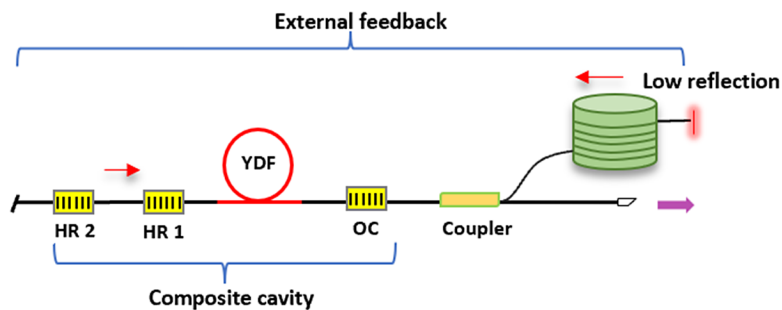 External feedback
Low reflection
YDF
HR 2
HR 1
OC
Coupler
Composite cavity